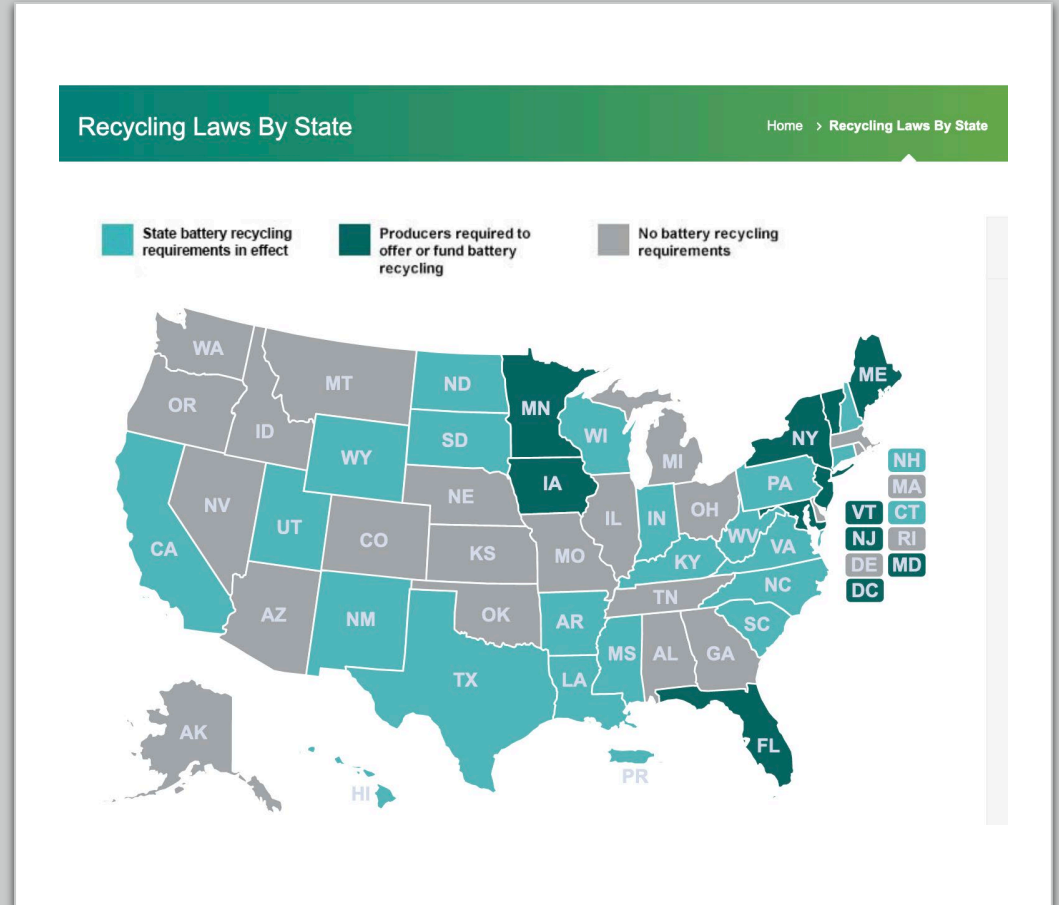 Recycling Laws By State
Home > Recycling Laws By State
State battery recycling
requirements in effect
Producers required to
offer or fund battery
recycling
No battery recycling
requirements
WA
MT
ND
MN
ME
OR
ID
SD
WI
NY
WY
MI
NH
NV
NE
IA
PA
MA
UT
CO
IL
IN
OH
VT CT
CA
KS
MO
KY
WV
VA
NJ RI
DE MD
AZ
NM
OK
AR
TN
NC
DC
TX
LA
MS
AL
GA
SC
AK
FL
HI
PR